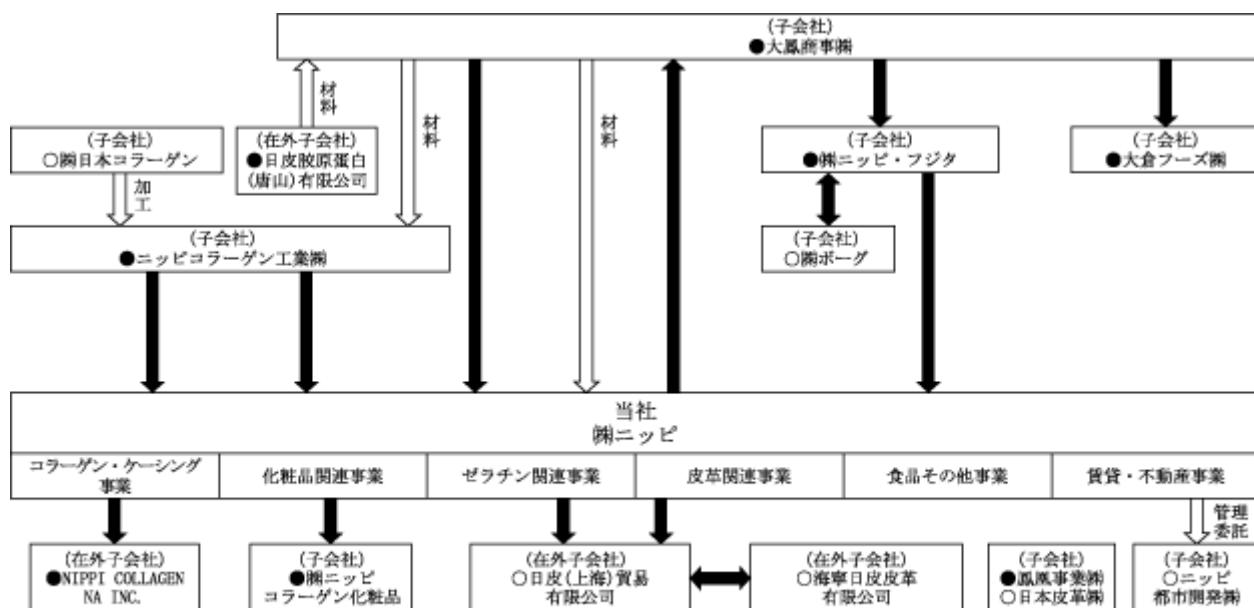 (子会社)
●大鳳商事㈱
材料
材料
材料
(子会社)
○㈱日本コラーゲン
(在外子会社)
●日皮胶原蛋白
(唐山)有限公司
(子会社)
●㈱ニッピ・フジタ
(子会社)
●大倉フーズ㈱
加工
(子会社)
●ニッピコラーゲン工業㈱
(子会社)
○㈱ボーグ
当社
㈱ニッピ
コラーゲン・ケーシング
事業
化粧品関連事業
ゼラチン関連事業
皮革関連事業
食品その他事業
賃貸・不動産事業
管理
委託
(在外子会社)
●NIPPI COLLAGEN
NA INC.
(子会社)
●㈱ニッピ
コラーゲン化粧品
(在外子会社)
○日皮(上海)貿易
有限公司
(在外子会社)
○海寧日皮皮革
有限公司
(子会社)
●鳳凰事業㈱
○日本皮革㈱
(子会社)
○ニッピ
都市開発㈱